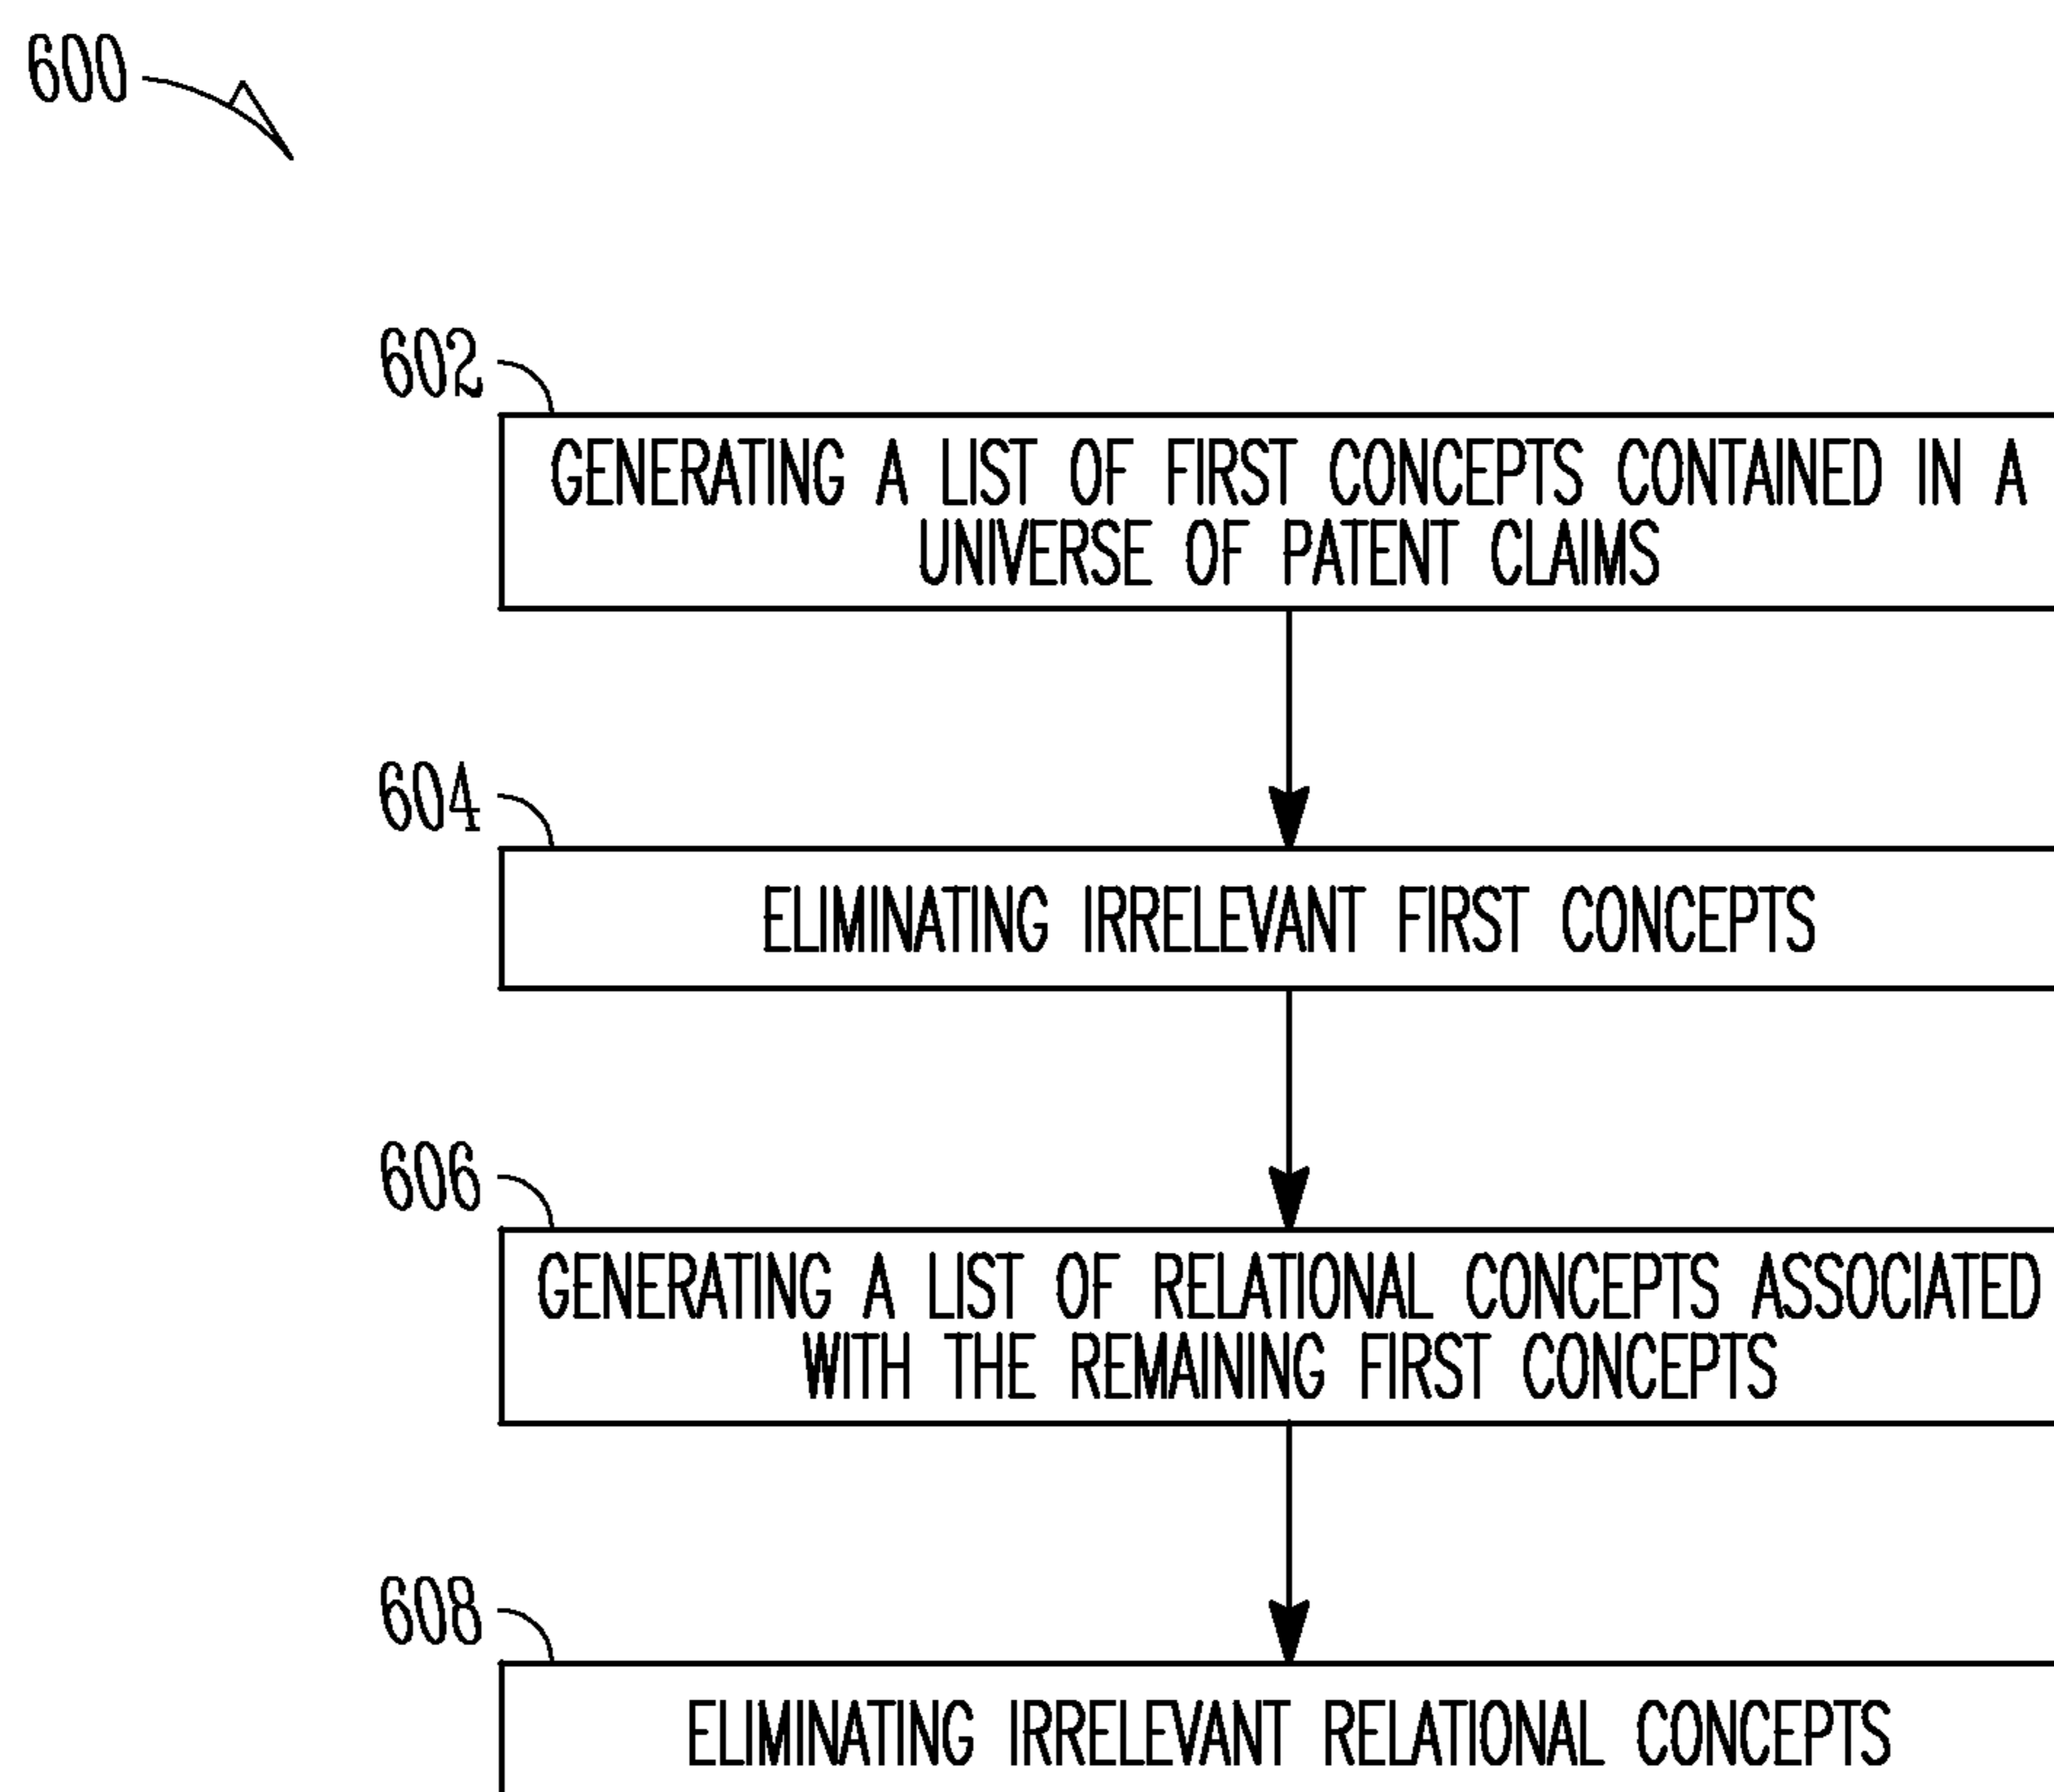 600
602
GENERATING A LIST OF FIRST CONCEPTS CONTAINED IN A
UNIVERSE OF PATENT CLAIMS
604
ELIMINATING IRRELEVANT FIRST CONCEPTS
606
GENERATING A LIST OF RELATIONAL CONCEPTS ASSOCIATED
WITH THE REMAINING FIRST CONCEPTS
608
ELIMINATING IRRELEVANT RELATIONAL CONCEPTS